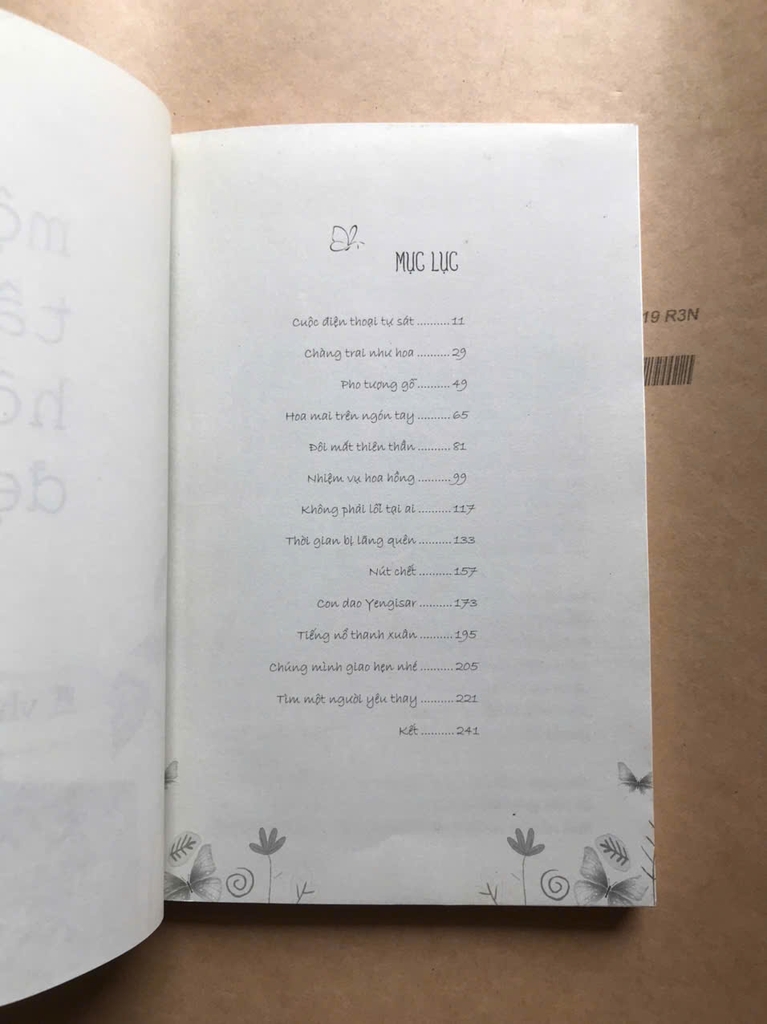 MỤC LỤC
Cuộc điện thoại tự sát .......... 11
Chàng trai như hoa .......... 29
Pho tượng gỗ .......... 49
Hoa mai trên ngón tay .......... 65
Đôi mắt thiên thần .......... 81
Nhiệm vụ hoa hồng .......... 99
Không phải lỗi tại ai .......... 117
Thời gian bị lãng quên .......... 133
Nút chết .......... 157
Con dao Yengisar .......... 173
Tiếng nổ thanh xuân .......... 195
Chúng mình giao hẹn nhé .......... 205
Tìm một người yêu thay .......... 221
Kết .......... 241
19 R3N